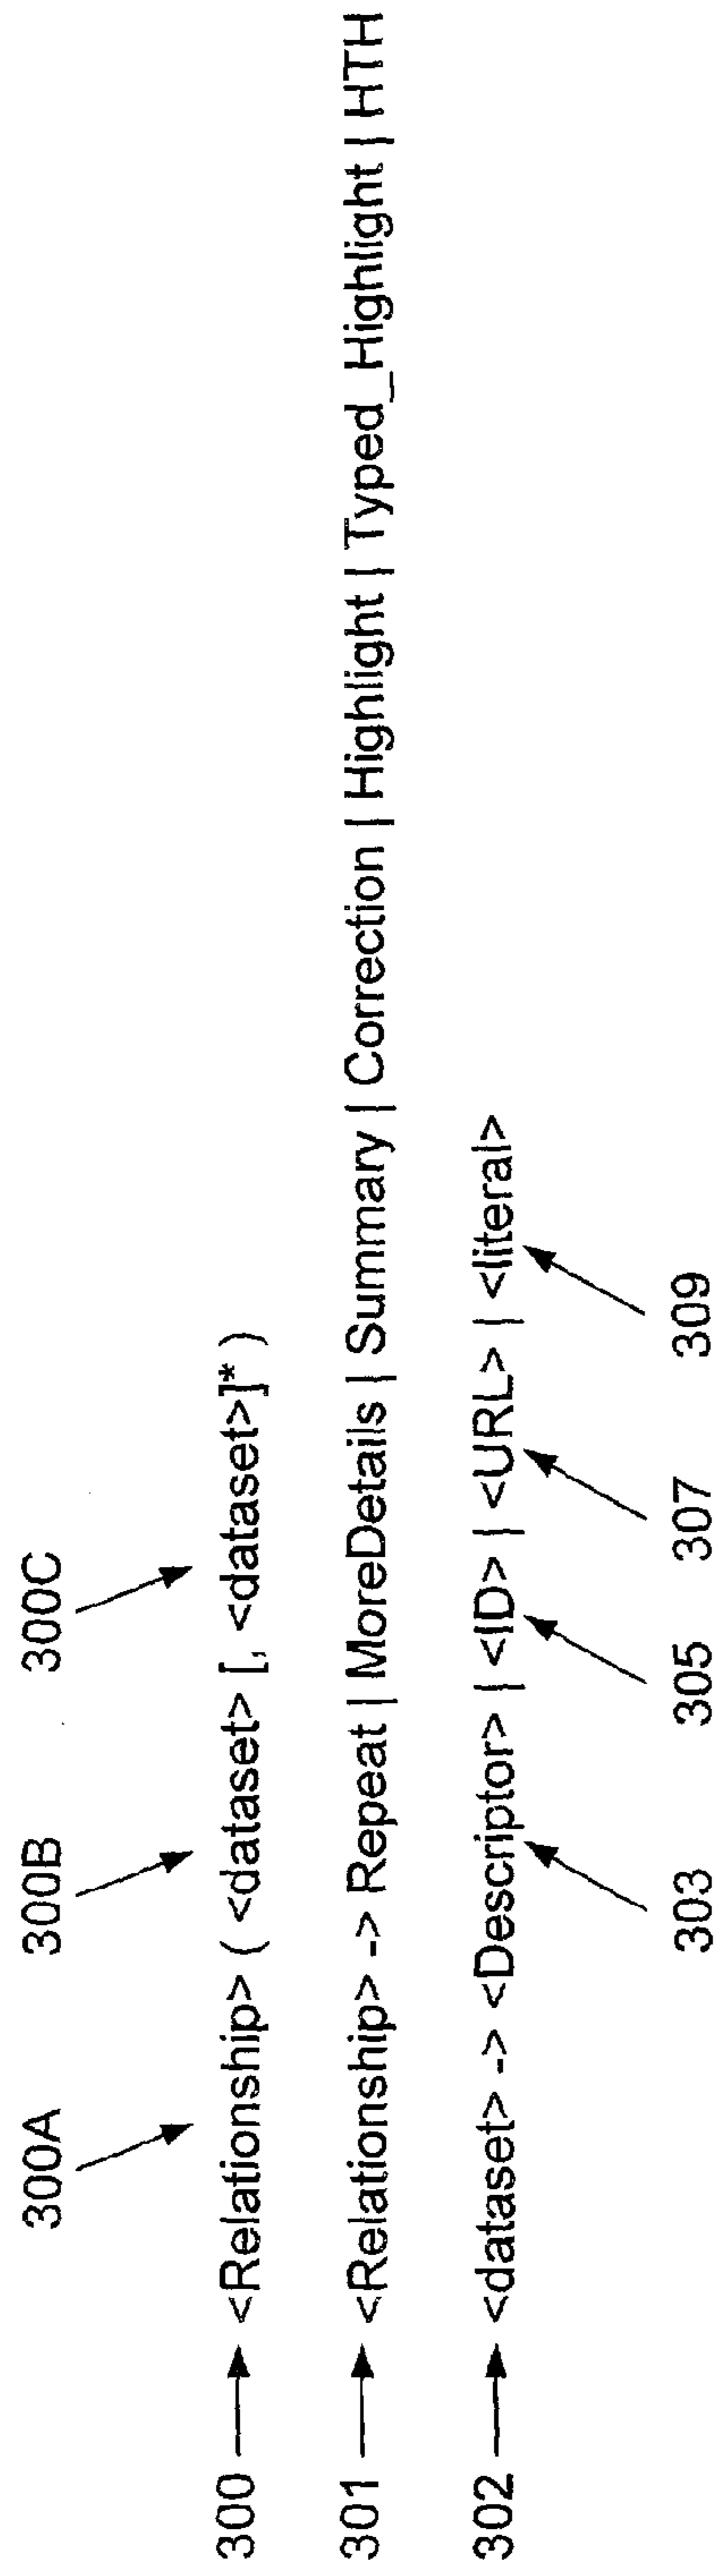 300A 300B 300C
300 <Relationship> ( <dataset> [, <dataset>]* )
301 <Relationship> -> Repeat | MoreDetails | Summary | Correction | Highlight | Typed_Highlight | HTH
302 <dataset> -> <Descriptor> | <ID> | <URL> | <literal>
303 305 307 309